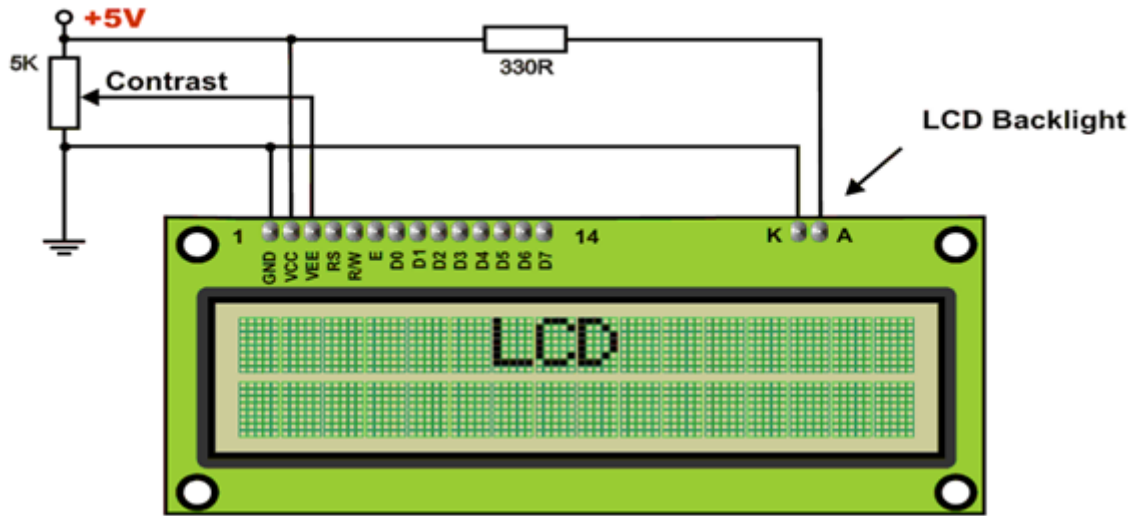 +5V
5K
Contrast
330R
LCD Backlight
1
14
K
A
GND
VCC
VEE
RS
R/W
E
D0
D1
D2
D3
D4
D5
D6
D7
LCD